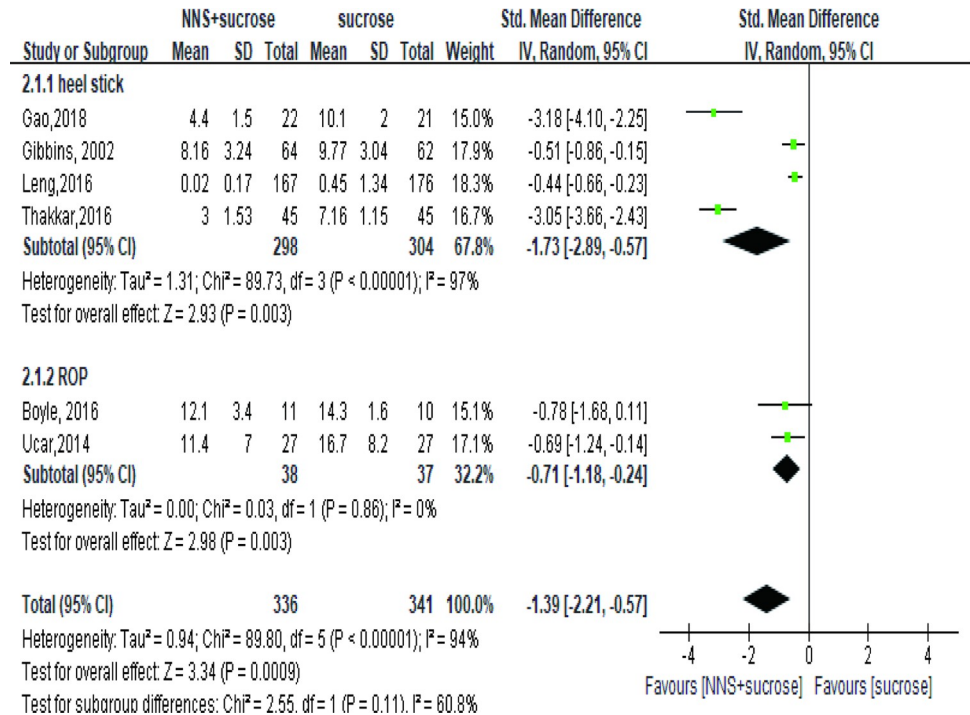 NNS+sucrose sucrose Std. Mean Difference Std. Mean Difference
Study or Subgroup Mean SD Total Mean SD Total Weight IV, Random, 95% CI IV, Random, 95% CI
2.1.1 heel stick
Gao,2018 4.4 1.5 22 10.1 2 21 15.0% -3.18 [-4.10, -2.25]
Gibbins, 2002 8.16 3.24 64 9.77 3.04 62 17.9% -0.51 [-0.86, -0.15]
Leng,2016 0.02 0.17 167 0.45 1.34 176 18.3% -0.44 [-0.66, -0.23]
Thakkar,2016 3 1.53 45 7.16 1.15 45 16.7% -3.05 [-3.66, -2.43]
Subtotal (95% CI) 298 304 67.8% -1.73 [-2.89, -0.57]
Heterogeneity: Tau² = 1.31; Chi² = 89.73, df = 3 (P < 0.00001); I² = 97%
Test for overall effect: Z = 2.93 (P = 0.003)
2.1.2 ROP
Boyle, 2016 12.1 3.4 11 14.3 1.6 10 15.1% -0.78 [-1.68, 0.11]
Ucar,2014 11.4 7 27 16.7 8.2 27 17.1% -0.69 [-1.24, -0.14]
Subtotal (95% CI) 38 37 32.2% -0.71 [-1.18, -0.24]
Heterogeneity: Tau² = 0.00; Chi² = 0.03, df = 1 (P = 0.86); I² = 0%
Test for overall effect: Z = 2.98 (P = 0.003)
Total (95% CI) 336 341 100.0% -1.39 [-2.21, -0.57]
Heterogeneity: Tau² = 0.94; Chi² = 89.80, df = 5 (P < 0.00001); I² = 94%
Test for overall effect: Z = 3.34 (P = 0.0009)
Test for subgroup differences: Chi² = 2.55, df = 1 (P = 0.11), I² = 60.8%
-4 -2 0 2 4
Favours [NNS+sucrose] Favours [sucrose]